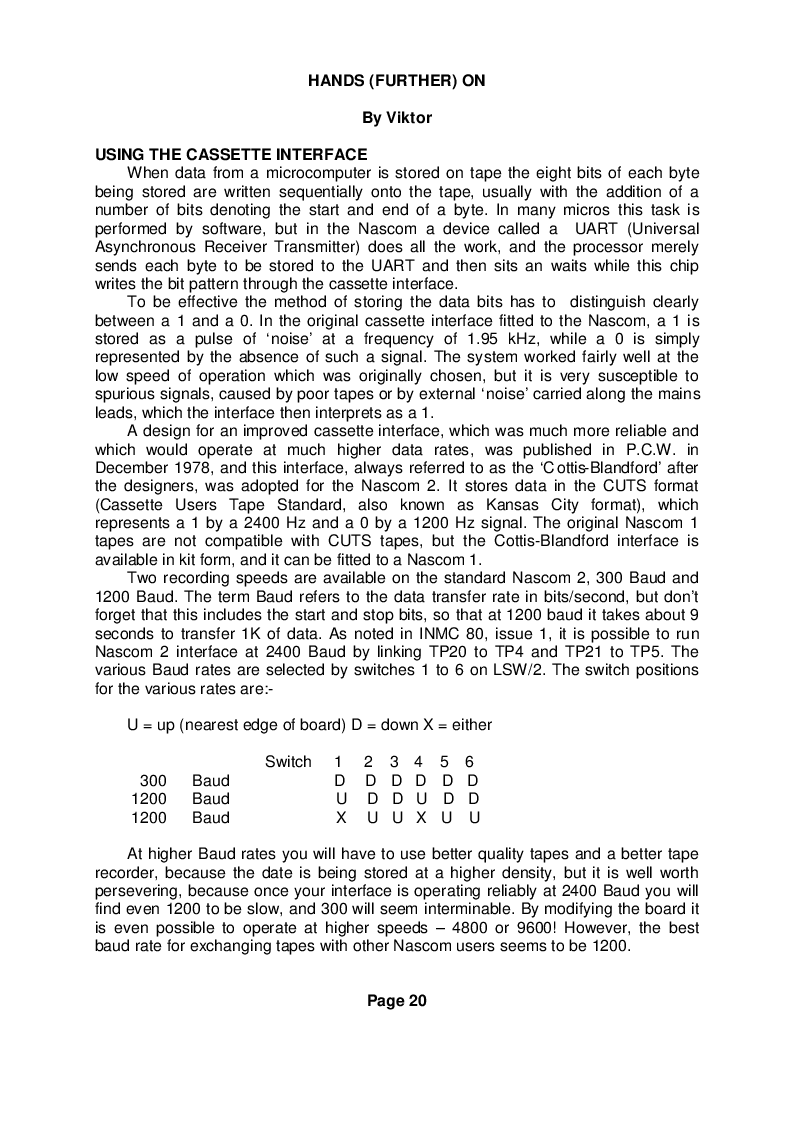 HANDS (FURTHER) ON
By Viktor
USING THE CASSETTE INTERFACE
When data from a microcomputer is stored on tape the eight bits of each byte
being stored are written sequentially onto the tape, usually with the addition of a
number of bits denoting the start and end of a byte. In many micros this task is
performed by software, but in the Nascom a device called a UART (Universal
Asynchronous Receiver Transmitter) does all the work, and the processor merely
sends each byte to be stored to the UART and then sits an waits while this chip
writes the bit pattern through the cassette interface.
To be effective the method of storing the data bits has to distinguish clearly
between a 1 and a 0. In the original cassette interface fitted to the Nascom, a 1 is
stored as a pulse of ‘noise’ at a frequency of 1.95 kHz, while a 0 is simply
represented by the absence of such a signal. The system worked fairly well at the
low speed of operation which was originally chosen, but it is very susceptible to
spurious signals, caused by poor tapes or by external ‘noise’ carried along the mains
leads, which the interface then interprets as a 1.
A design for an improved cassette interface, which was much more reliable and
which would operate at much higher data rates, was published in P.C.W. in
December 1978, and this interface, always referred to as the ‘Cottis-Blandford’ after
the designers, was adopted for the Nascom 2. It stores data in the CUTS format
(Cassette Users Tape Standard, also known as Kansas City format), which
represents a 1 by a 2400 Hz and a 0 by a 1200 Hz signal. The original Nascom 1
tapes are not compatible with CUTS tapes, but the Cottis-Blandford interface is
available in kit form, and it can be fitted to a Nascom 1.
Two recording speeds are available on the standard Nascom 2, 300 Baud and
1200 Baud. The term Baud refers to the data transfer rate in bits/second, but don’t
forget that this includes the start and stop bits, so that at 1200 baud it takes about 9
seconds to transfer 1K of data. As noted in INMC 80, issue 1, it is possible to run
Nascom 2 interface at 2400 Baud by linking TP20 to TP4 and TP21 to TP5. The
various Baud rates are selected by switches 1 to 6 on LSW/2. The switch positions
for the various rates are:-
U = up (nearest edge of board) D = down X = either
Switch 1 2 3 4 5 6
300 Baud D D D D D D
1200 Baud U D D U D D
1200 Baud X U U X U U
At higher Baud rates you will have to use better quality tapes and a better tape
recorder, because the date is being stored at a higher density, but it is well worth
persevering, because once your interface is operating reliably at 2400 Baud you will
find even 1200 to be slow, and 300 will seem interminable. By modifying the board it
is even possible to operate at higher speeds – 4800 or 9600! However, the best
baud rate for exchanging tapes with other Nascom users seems to be 1200.
Page 20